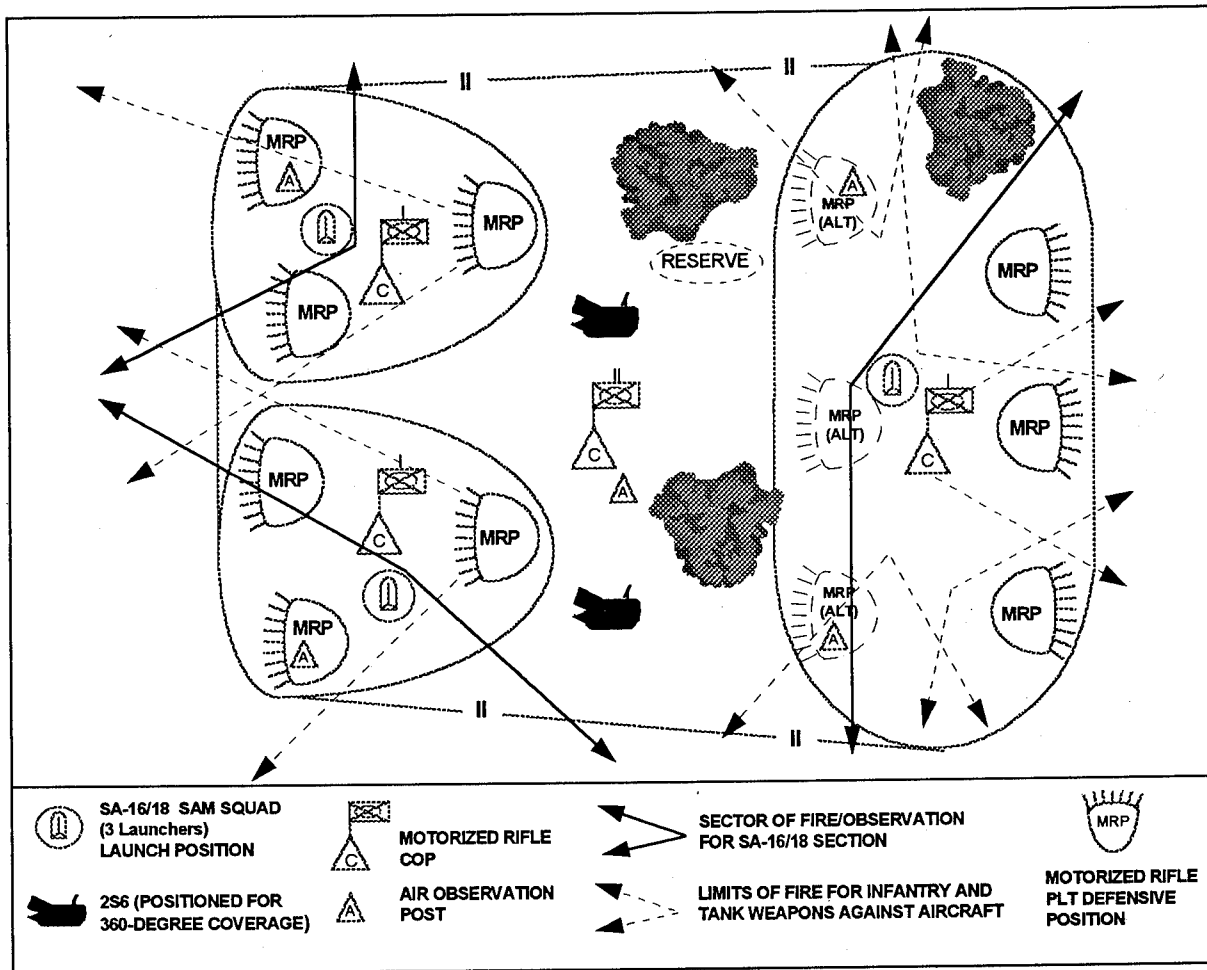 II
II
MRP
A
MRP
I
C
MRP
RESERVE
A
MRP
(ALT)
MRP
II
C
A
MRP
(ALT)
I
C
MRP
MRP
I
C
MRP
MRP
A
MRP
(ALT)
A
MRP
II
II
SA-16/18 SAM SQUAD
(3 Launchers)
LAUNCH POSITION
2S6 (POSITIONED FOR
360-DEGREE COVERAGE)
C
MOTORIZED RIFLE
COP
A
AIR OBSERVATION
POST
SECTOR OF FIRE/OBSERVATION
FOR SA-16/18 SECTION
LIMITS OF FIRE FOR INFANTRY AND
TANK WEAPONS AGAINST AIRCRAFT
MRP
MOTORIZED RIFLE
PLT DEFENSIVE
POSITION